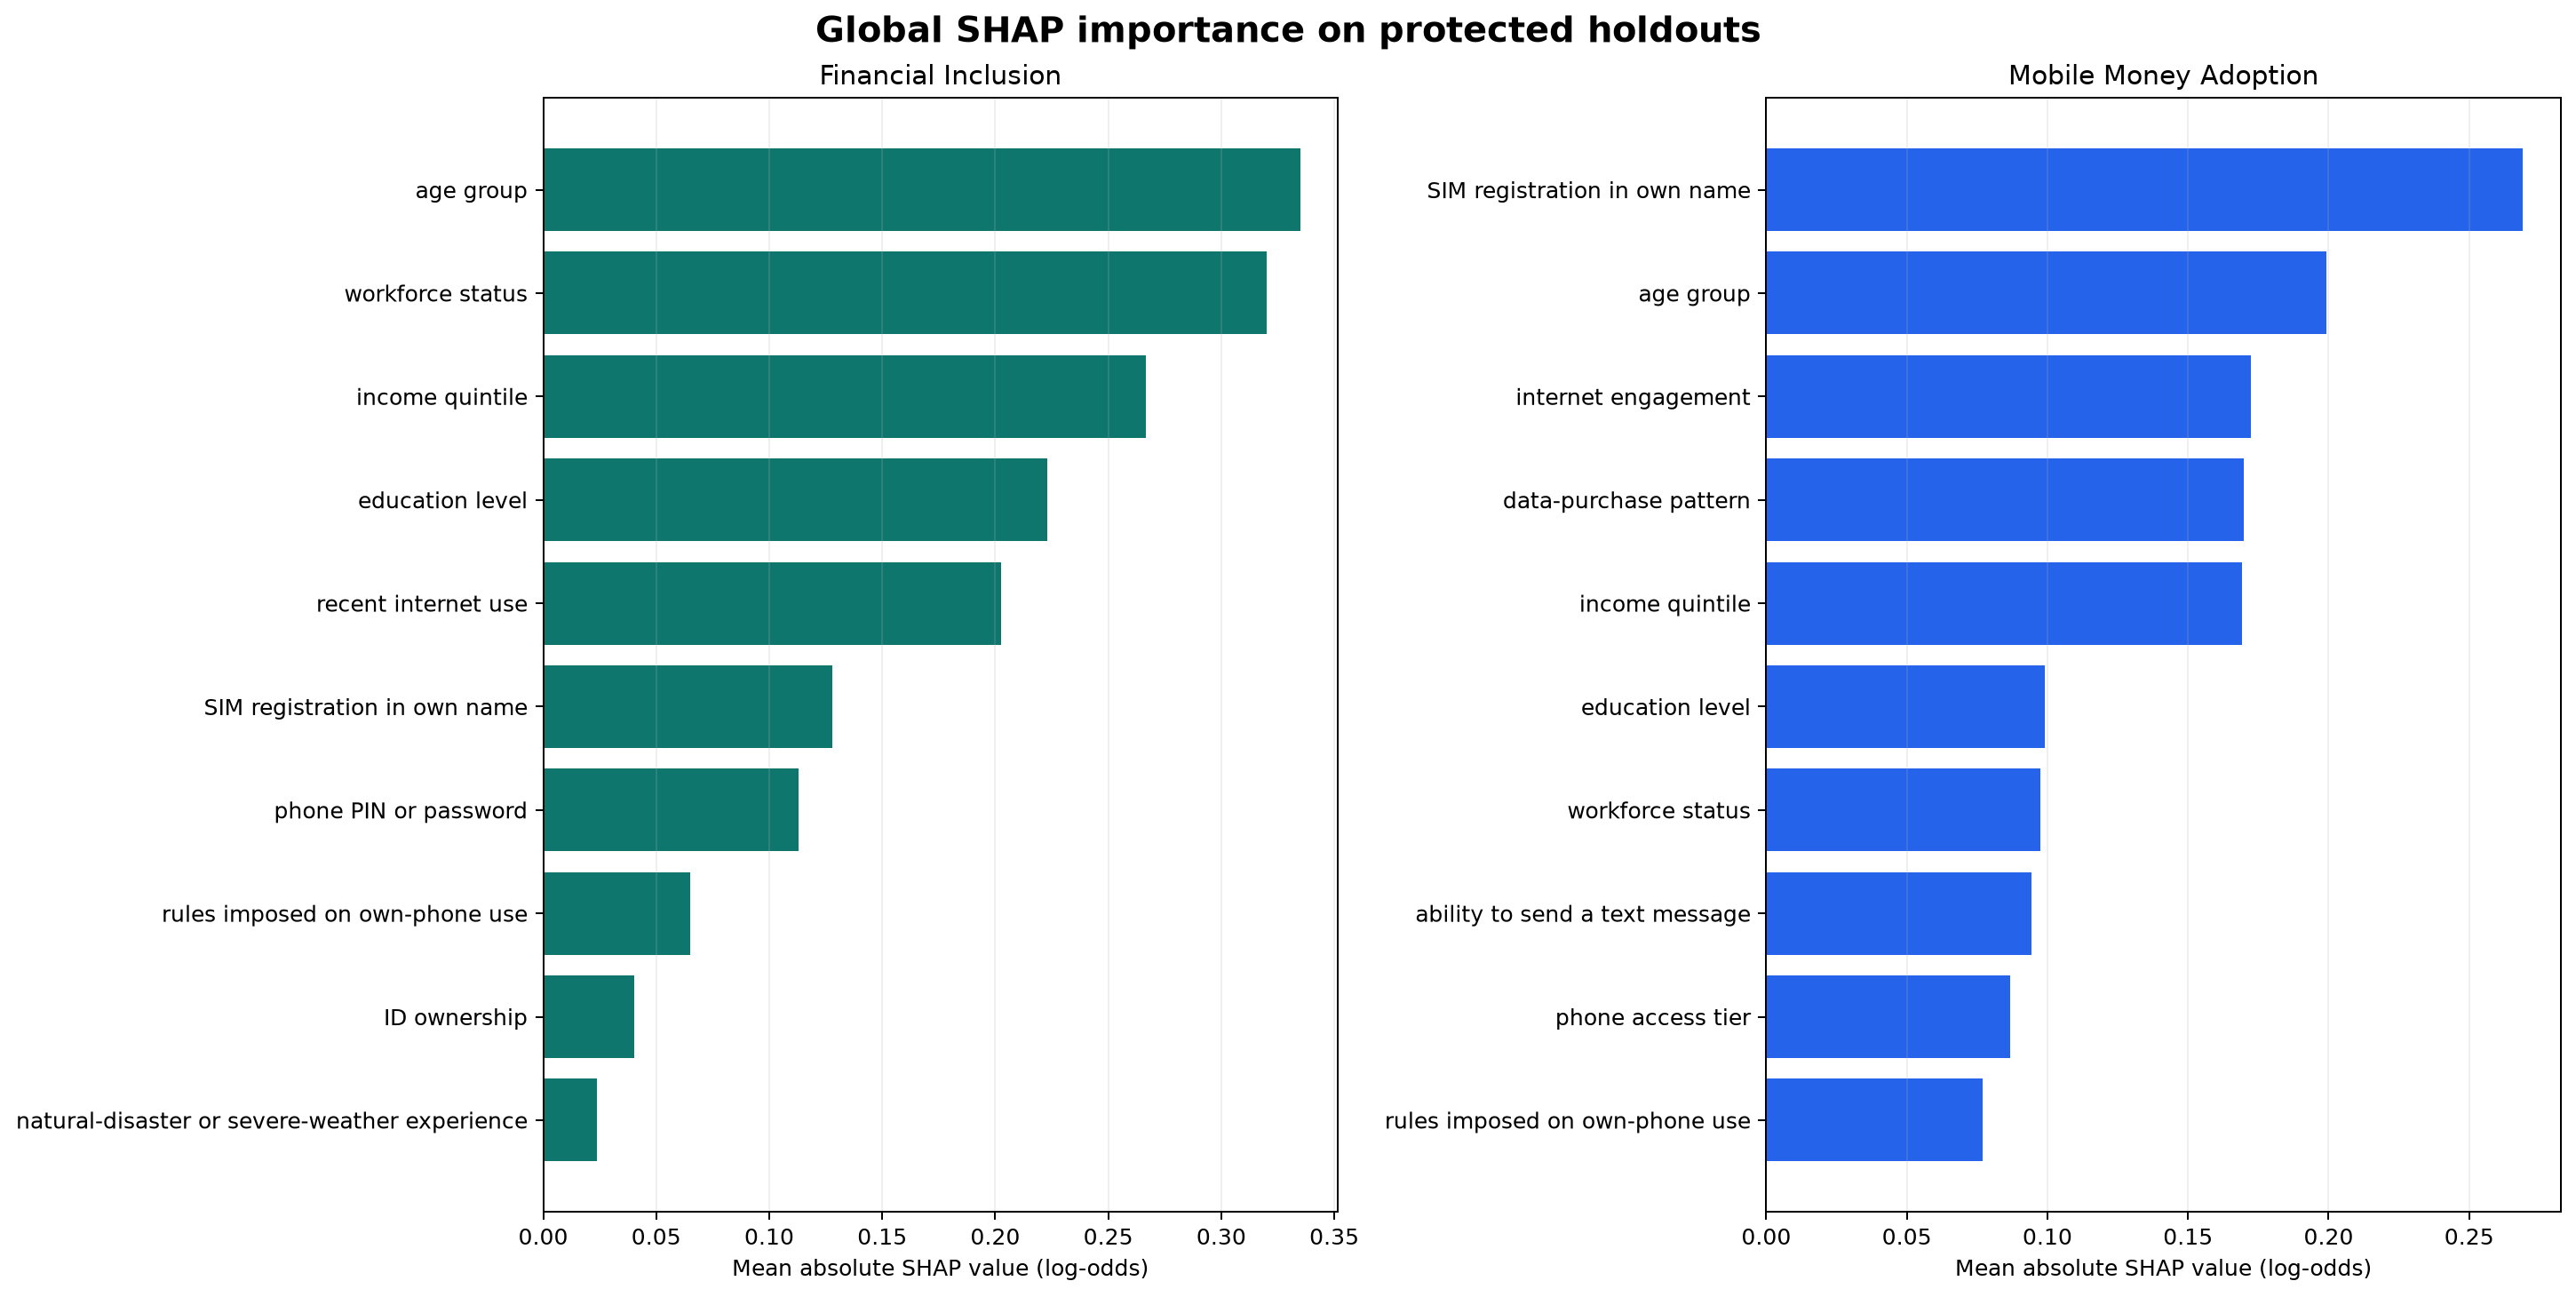 Global SHAP importance on protected holdouts
Financial Inclusion
age group
workforce status
income quintile
education level
recent internet use
SIM registration in own name
phone PIN or password
rules imposed on own-phone use
ID ownership
natural-disaster or severe-weather experience
0.00 0.05 0.10 0.15 0.20 0.25 0.30 0.35
Mean absolute SHAP value (log-odds)
Mobile Money Adoption
SIM registration in own name
age group
internet engagement
data-purchase pattern
income quintile
education level
workforce status
ability to send a text message
phone access tier
rules imposed on own-phone use
0.00 0.05 0.10 0.15 0.20 0.25
Mean absolute SHAP value (log-odds)